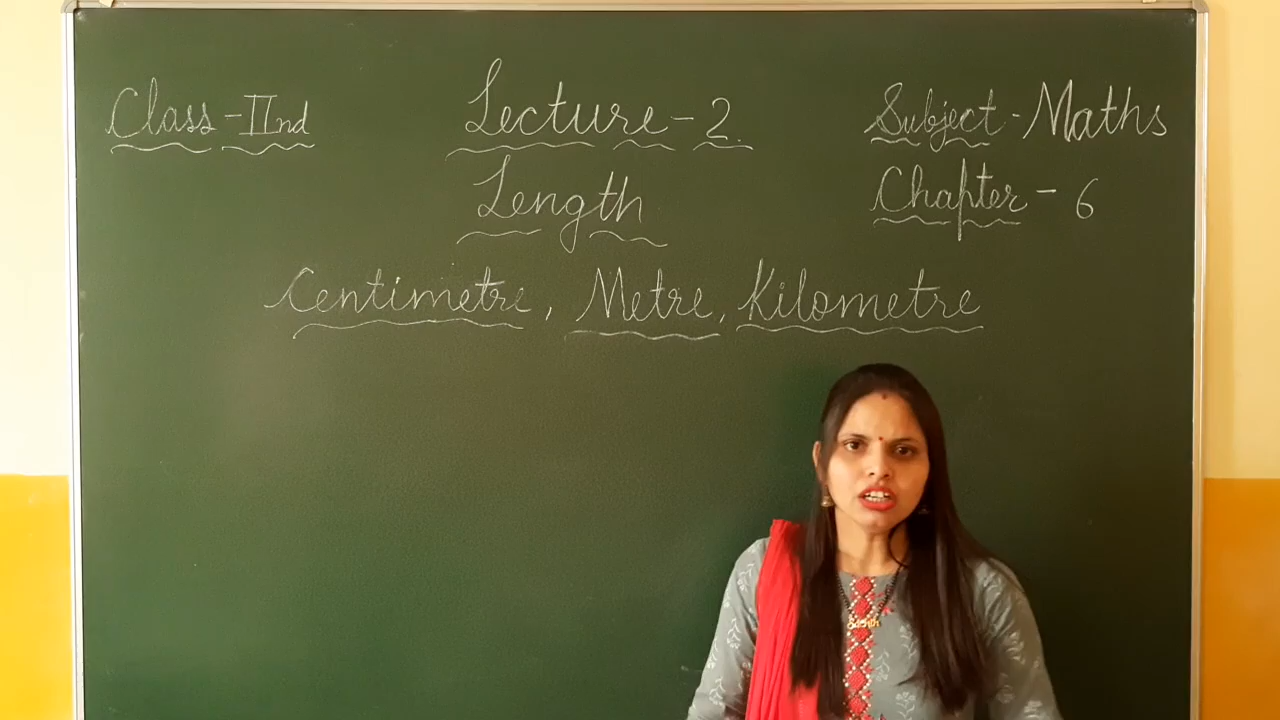 Class - IInd Lecture - 2. Subject - Maths
Length Chapter - 6
Centimetre, Metre, Kilometre